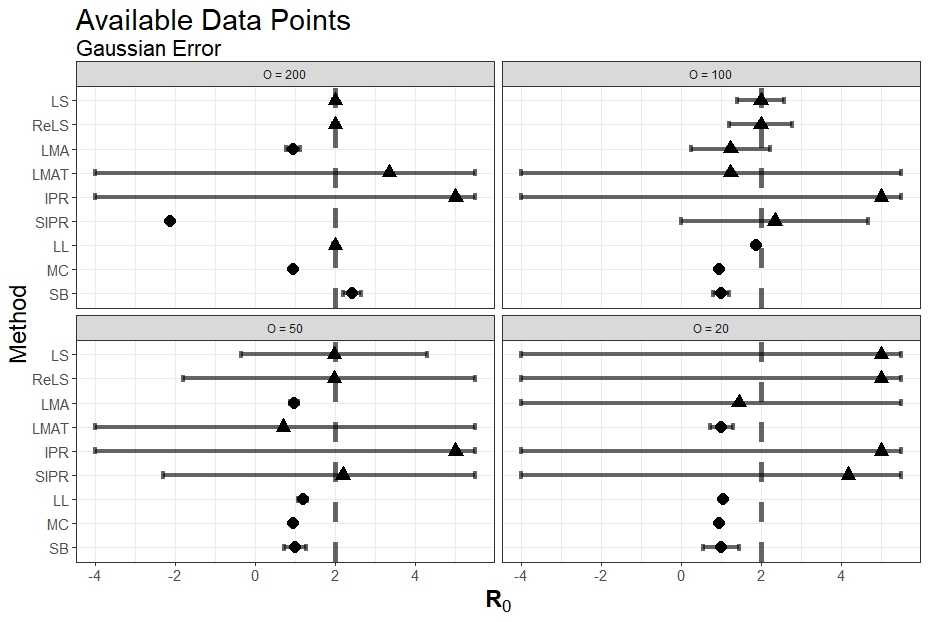 Available Data Points
Gaussian Error
O = 200
O = 100
LS
ReLS
LMA
LMAT
IPR
SIPR
LL
MC
SB
Method
O = 50
O = 20
LS
ReLS
LMA
LMAT
IPR
SIPR
LL
MC
SB
-4 -2 0 2 4
-4 -2 0 2 4
R0